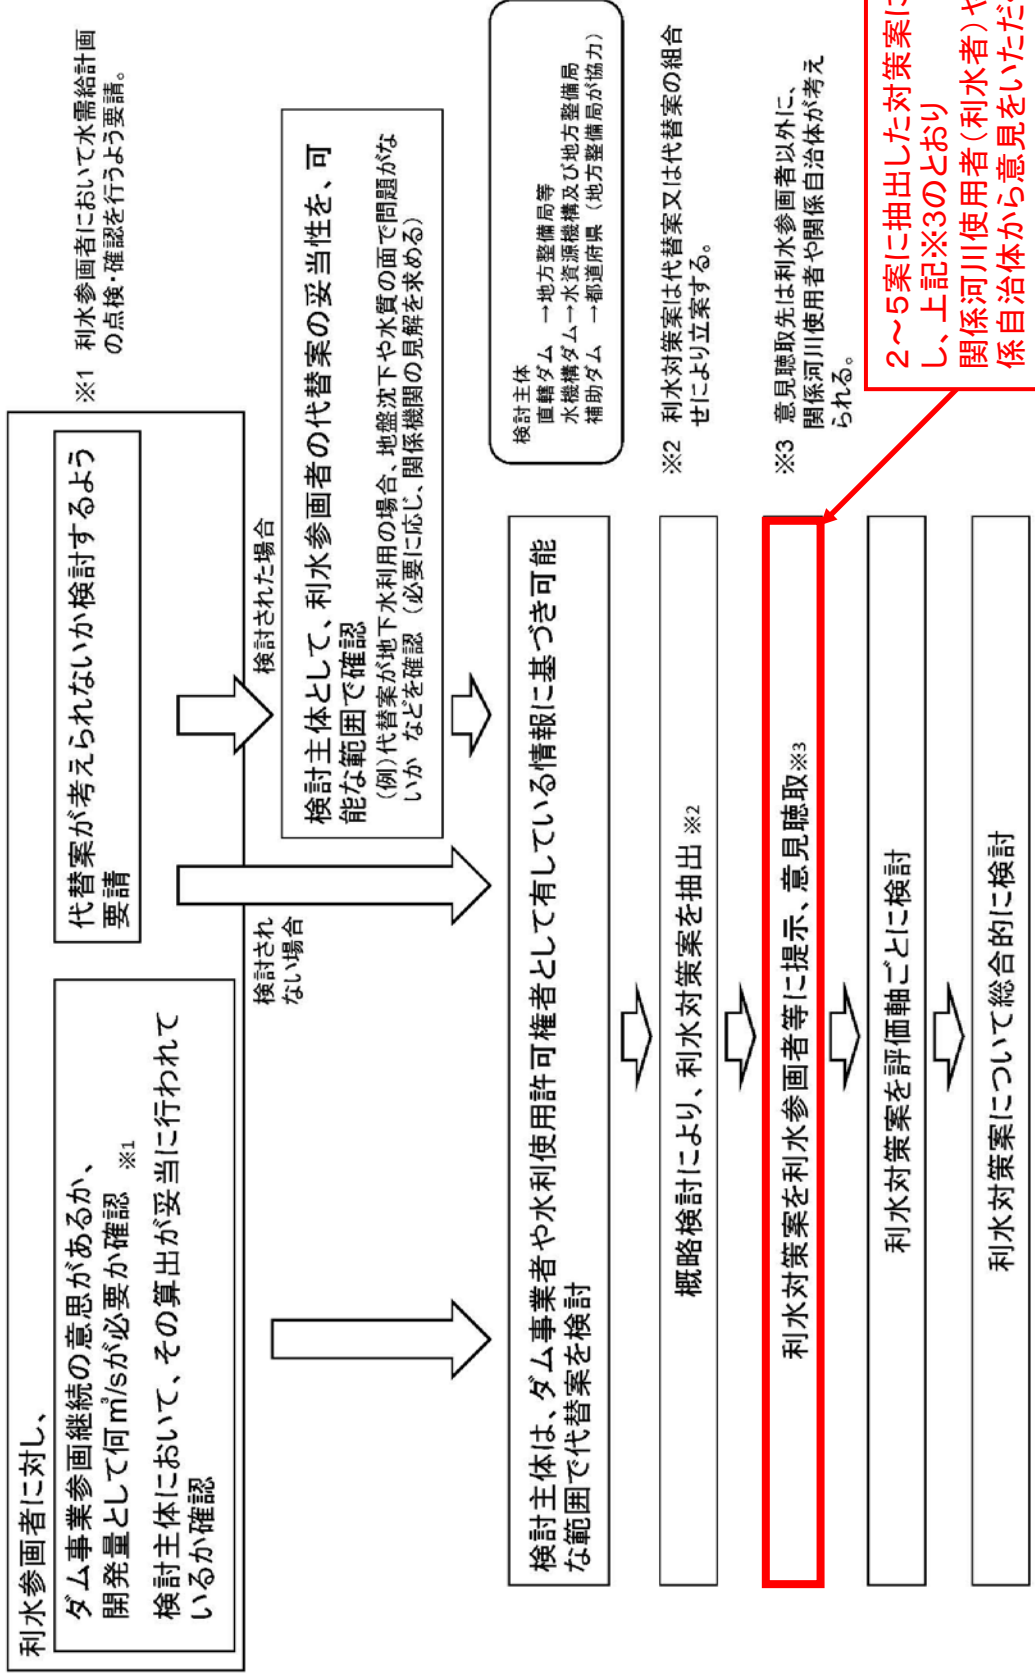 利水参画者に対し、
ダム事業参画継続の意思があるか、
開発量として何㎥/sが必要か確認 ※1
検討主体において、その算出が妥当に行われて
いるか確認
代替案が考えられないか検討するよう
要請
※1 利水参画者において水需給計画
の点検・確認を行うよう要請。
検討され
ない場合
検討された場合
検討主体として、利水参画者の代替案の妥当性を、可
能な範囲で確認
(例)代替案が地下水利用の場合、地盤沈下や水質の面で問題がな
いか などを確認(必要に応じ、関係機関の見解を求める)
検討主体は、ダム事業者や水利使用許可権者として有している情報に基づき可能
な範囲で代替案を検討
検討主体
直轄ダム →地方整備局等
水機構ダム→水資源機構及び地方整備局
補助ダム →都道府県(地方整備局が協力)
概略検討により、利水対策案を抽出 ※2
※2 利水対策案は代替案又は代替案の組合
せにより立案する。
利水対策案を利水参画者等に提示、意見聴取※3
※3 意見聴取先は利水参画者以外に、
関係河川使用者や関係自治体が考え
られる。
利水対策案を評価軸ごとに検討
利水対策案について総合的に検討
2～5案に抽出した対策案に
し、上記※3のとおり
関係河川使用者(利水者)や
係自治体から意見をいただ